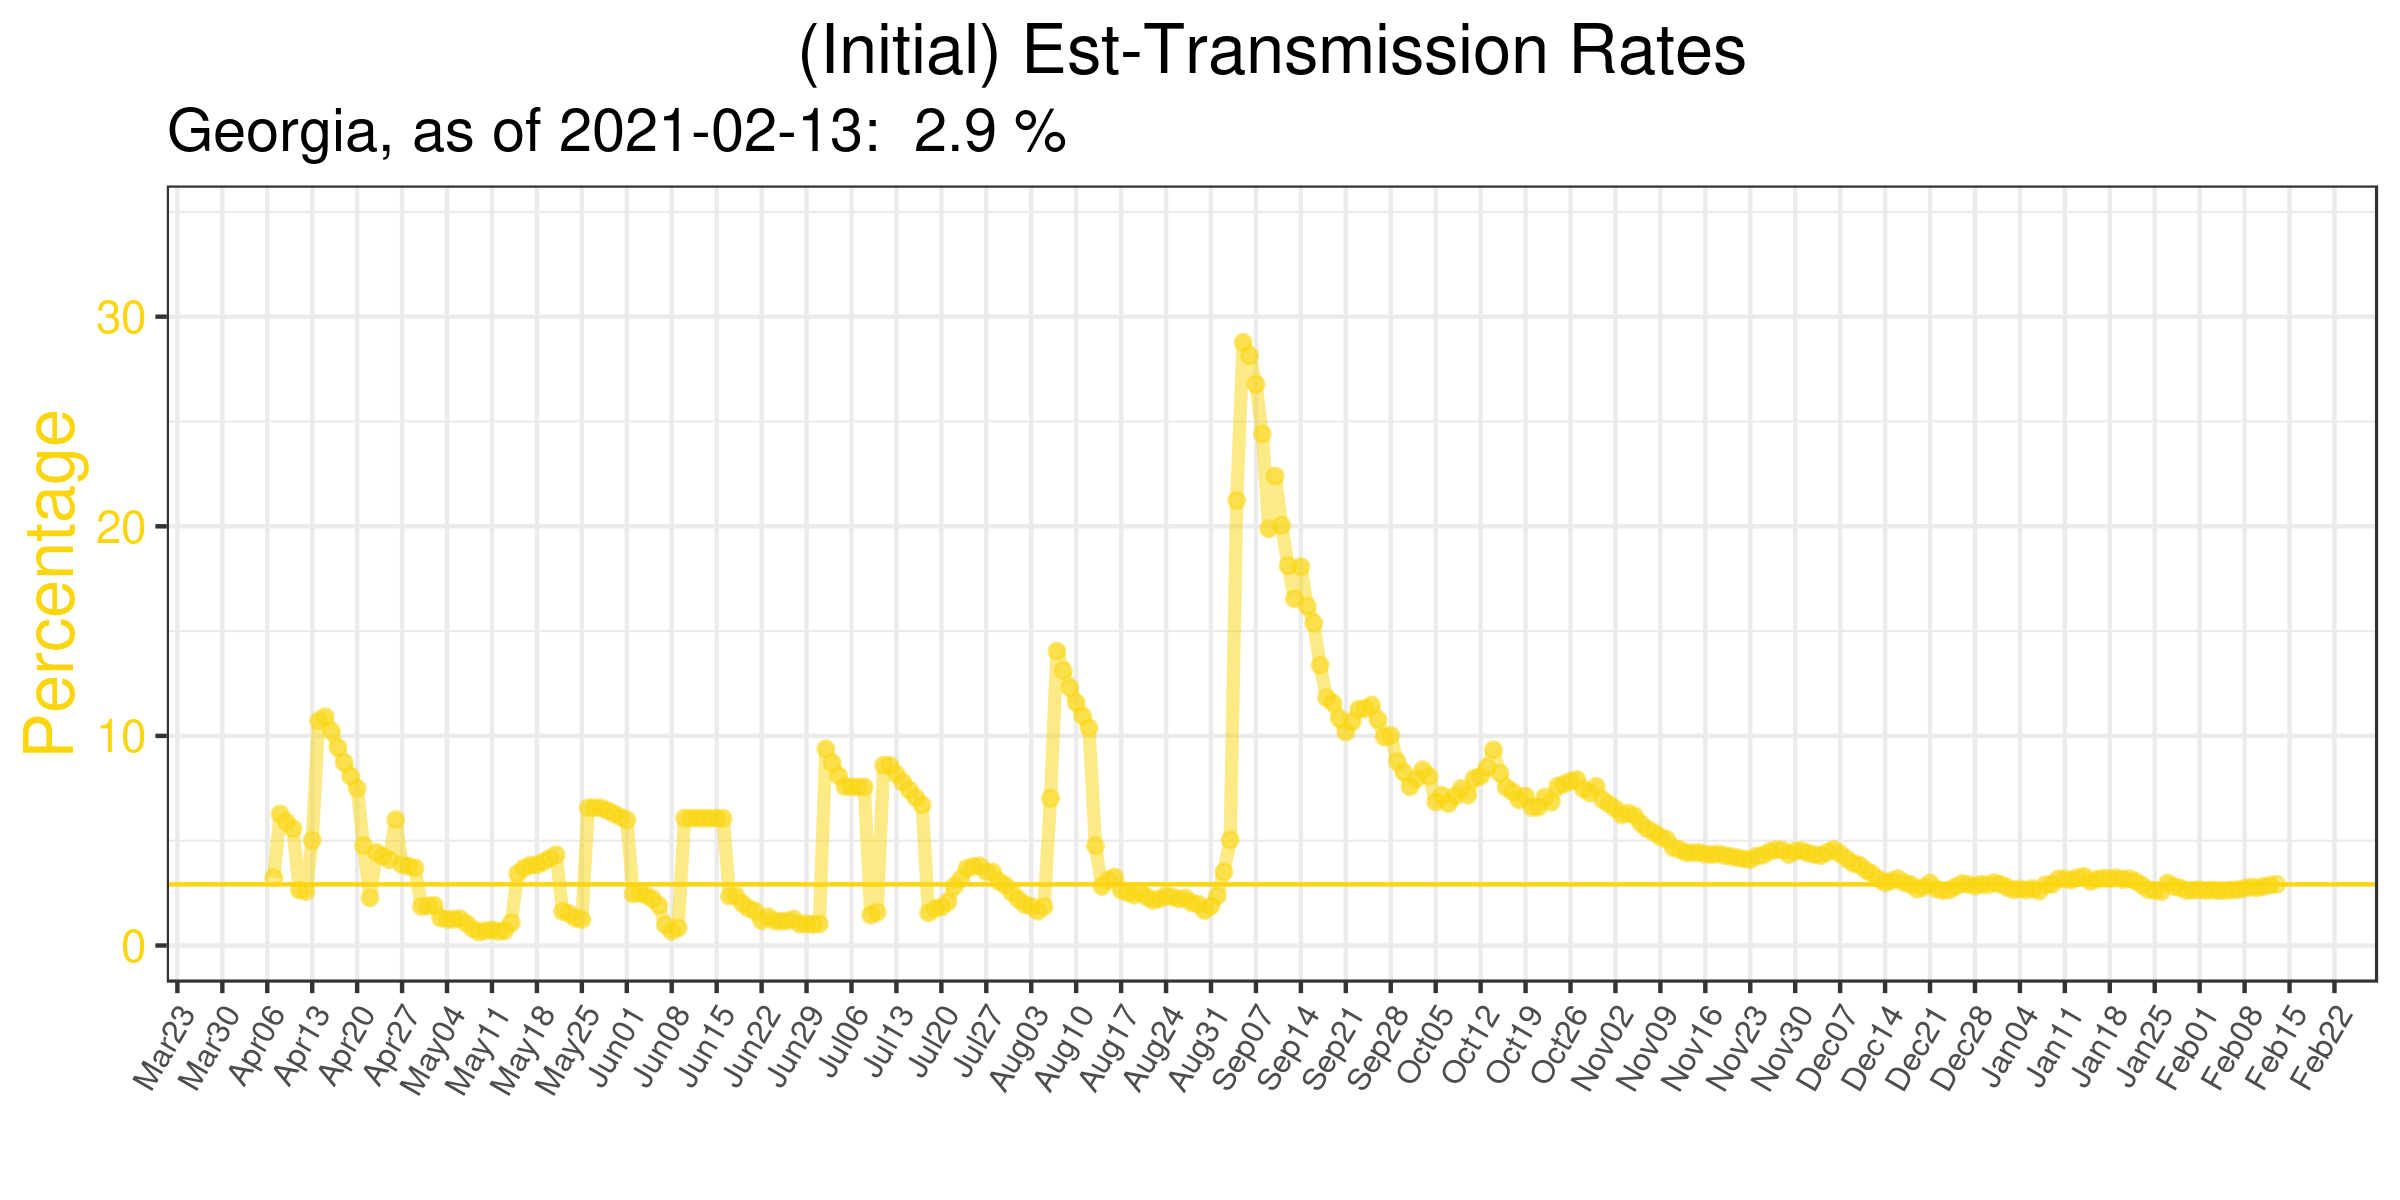 (Initial) Est-Transmission Rates
Georgia, as of 2021-02-13:  2.9 %
Percentage
30
20
10
0
Mar23
Mar30
Apr06
Apr13
Apr20
Apr27
May04
May11
May18
May25
Jun01
Jun08
Jun15
Jun22
Jun29
Jul06
Jul13
Jul20
Jul27
Aug03
Aug10
Aug17
Aug24
Aug31
Sep07
Sep14
Sep21
Sep28
Oct05
Oct12
Oct19
Oct26
Nov02
Nov09
Nov16
Nov23
Nov30
Dec07
Dec14
Dec21
Dec28
Jan04
Jan11
Jan18
Jan25
Feb01
Feb08
Feb15
Feb22